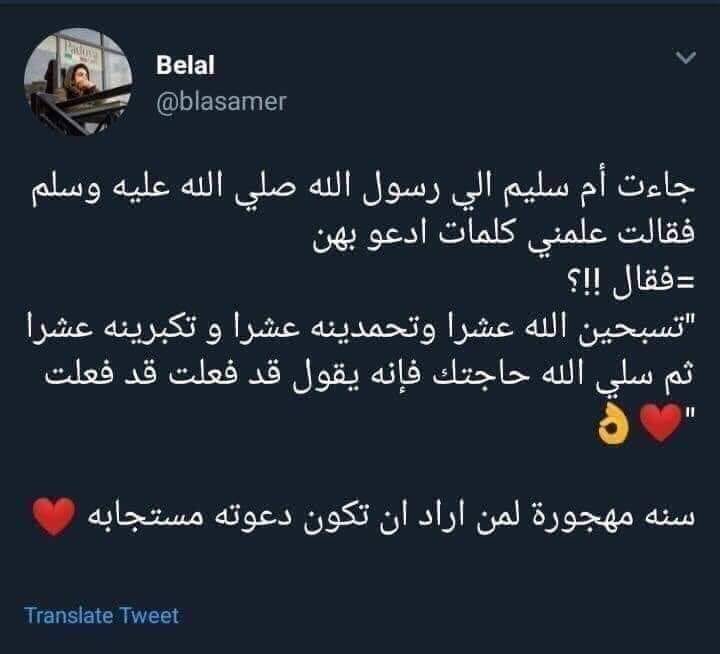 Padova
Belal
@blasamer
جاءت أم سليم الي رسول الله صلي الله عليه وسلم
فقالت علمني كلمات ادعو بهن
=فقال !!؟
"تسبحين الله عشرا وتحمدينه عشرا و تكبرينه عشرا
ثم سلي الله حاجتك فإنه يقول قد فعلت قد فعلت
"❤️👌
سنه مهجورة لمن اراد ان تكون دعوته مستجابه ❤️
Translate Tweet